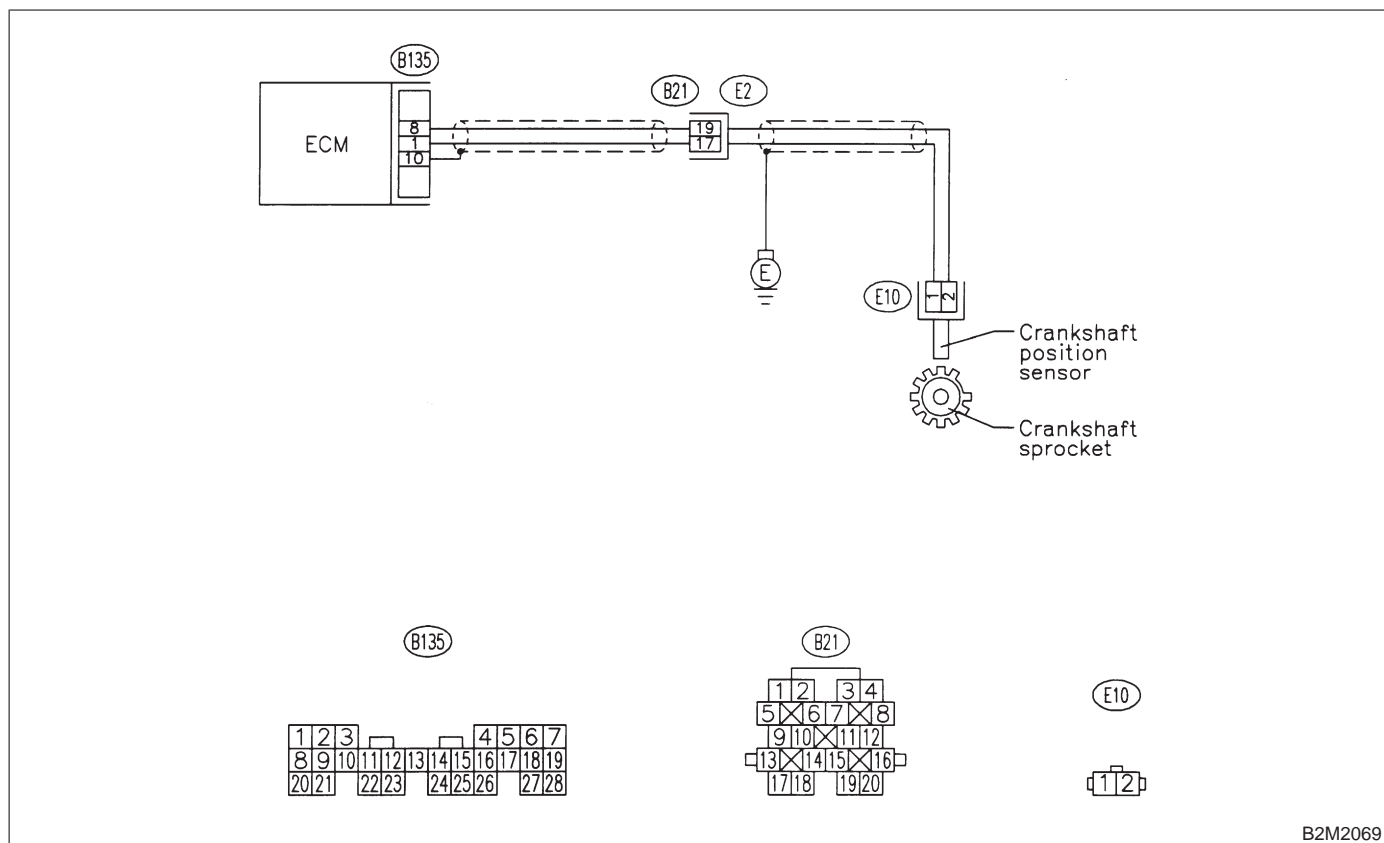 B135
B21 E2
ECM
8
1
10
19
17
E
E10
1 2
Crankshaft
position
sensor
Crankshaft
sprocket
B135
1 2 3 4 5 6 7
8 9 10 11 12 13 14 15 16 17 18 19
20 21 22 23 24 25 26 27 28
B21
1 2 3 4
5 6 7 8
9 10 11 12
13 14 15 16
17 18 19 20
E10
1 2
B2M2069